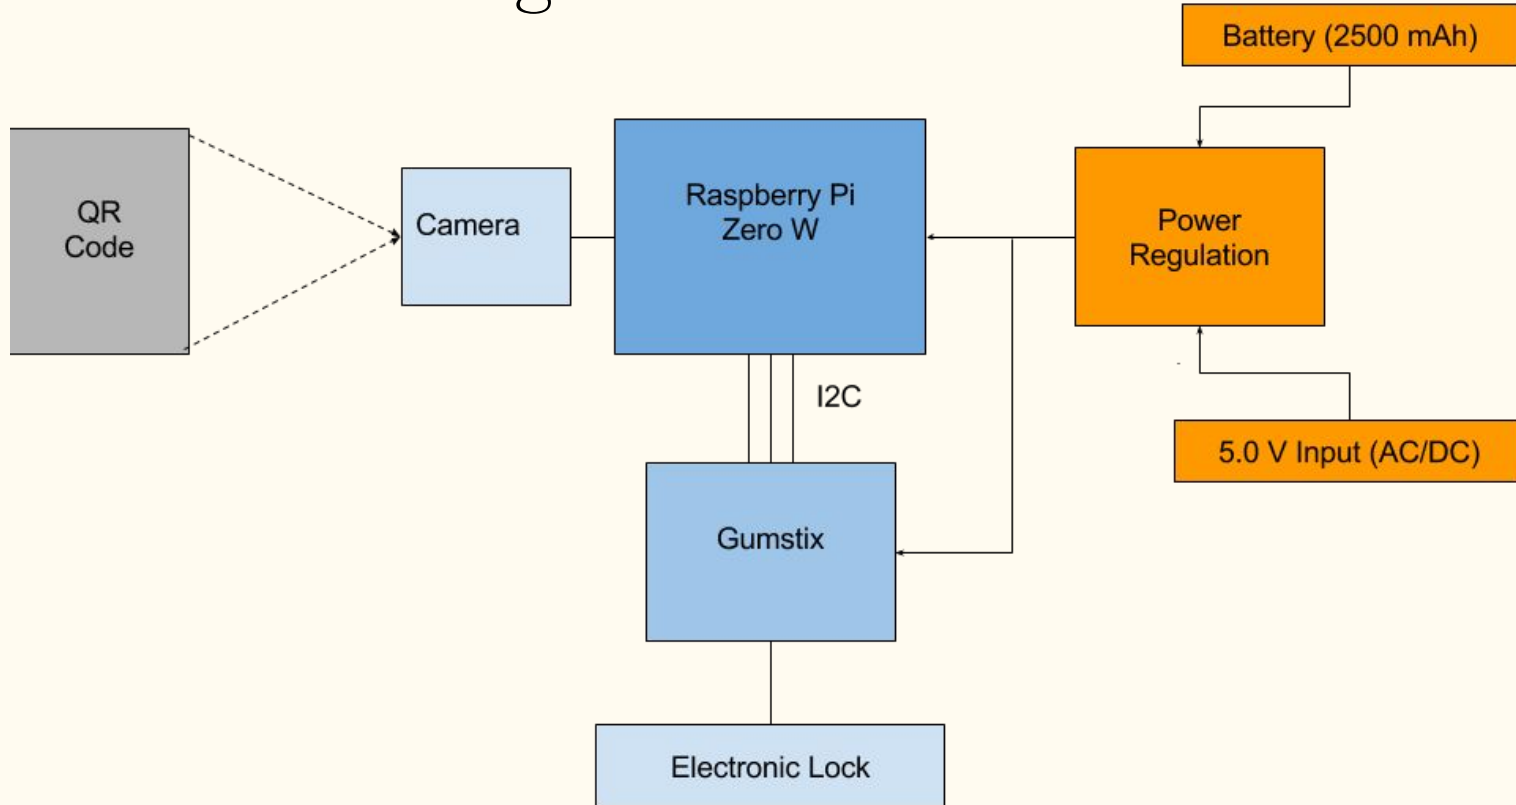 Battery (2500 mAh)
QR
Code
Camera
Raspberry Pi
Zero W
Power
Regulation
I2C
5.0 V Input (AC/DC)
Gumstix
Electronic Lock